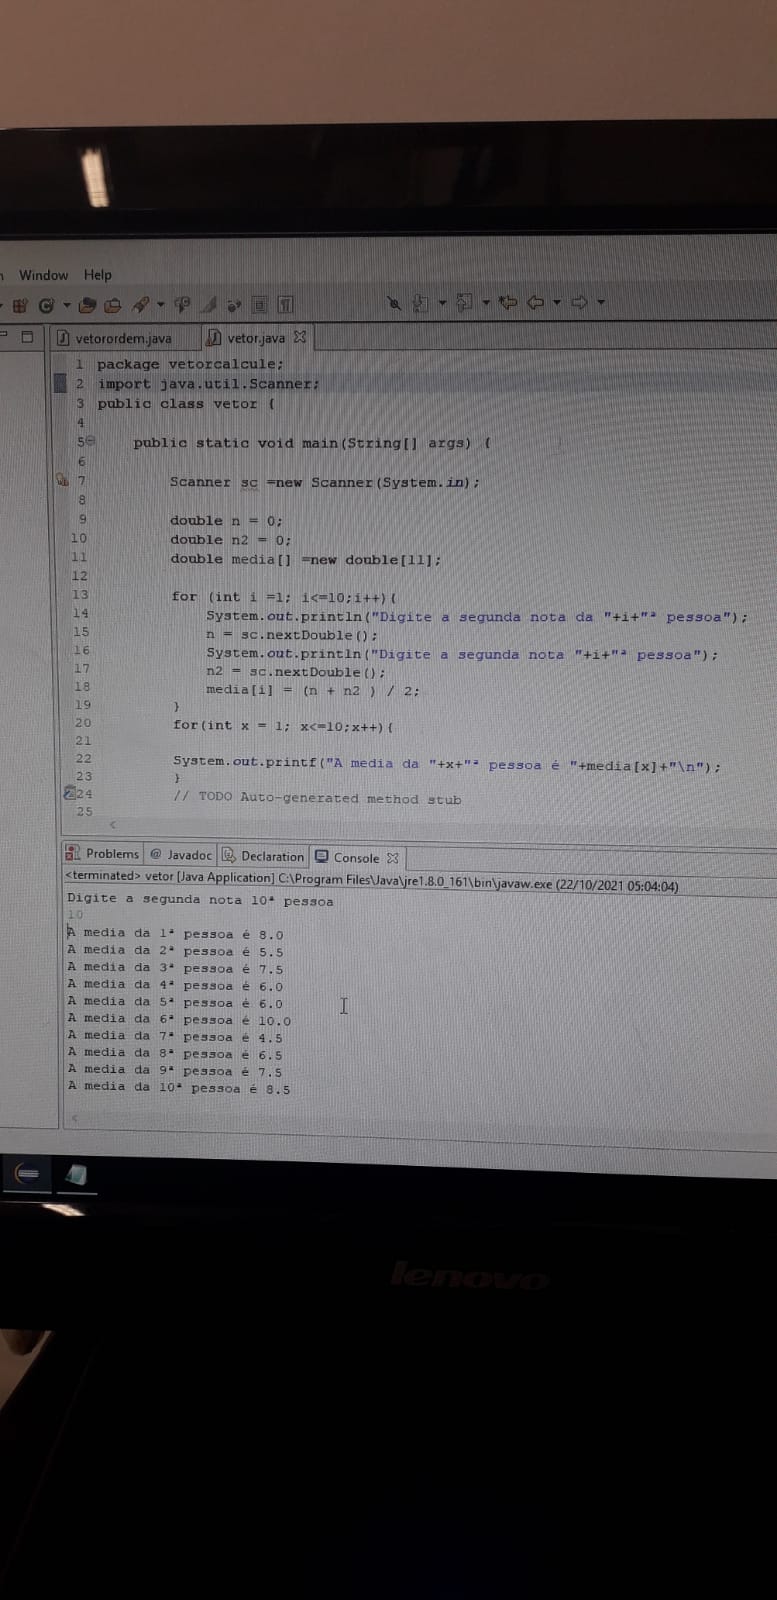 Window Help
vetorordem.java vetor.java
1 package vetorcalcule;
2 import java.util.Scanner;
3 public class vetor {
4
5 public static void main(String[] args) {
6
7 Scanner sc =new Scanner(System.in);
8
9 double n = 0;
10 double n2 = 0;
11 double media[] =new double[11];
12
13 for (int i =1; i<=10;i++){
14 System.out.println("Digite a segunda nota da "+i+"ª pessoa");
15 n = sc.nextDouble();
16 System.out.println("Digite a segunda nota "+i+"ª pessoa");
17 n2 = sc.nextDouble();
18 media[i] = (n + n2 ) / 2;
19 }
20 for(int x = 1; x<=10;x++){
21
22 System.out.printf("A media da "+x+"ª pessoa é "+media[x]+"\n");
23 }
24 // TODO Auto-generated method stub
25
Problems @ Javadoc Declaration Console
<terminated> vetor [Java Application] C:\Program Files\Java\jre1.8.0_161\bin\javaw.exe (22/10/2021 05:04:04)
Digite a segunda nota 10ª pessoa
10
A media da 1ª pessoa é 8.0
A media da 2ª pessoa é 5.5
A media da 3ª pessoa é 7.5
A media da 4ª pessoa é 6.0
A media da 5ª pessoa é 6.0
A media da 6ª pessoa é 10.0
A media da 7ª pessoa é 4.5
A media da 8ª pessoa é 6.5
A media da 9ª pessoa é 7.5
A media da 10ª pessoa é 8.5
lenovo